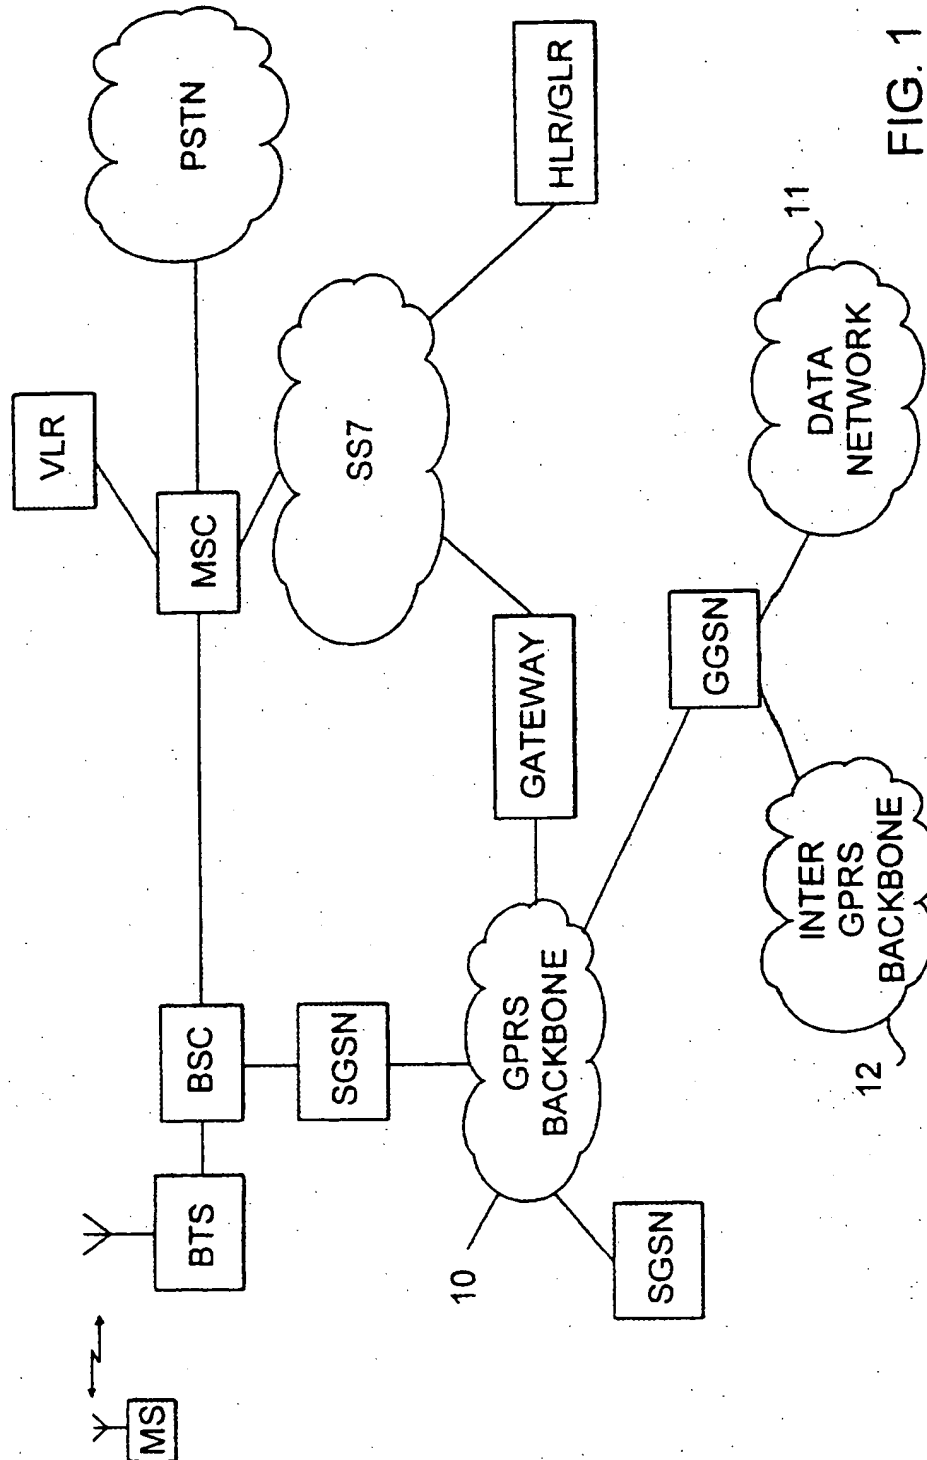 VLR
PSTN
MS
BTS
BSC
MSC
SGSN
SS7
HLR/GLR
10
GPRS
BACKBONE
GATEWAY
SGSN
GGSN
12
INTER
GPRS
BACKBONE
DATA
NETWORK
11
FIG. 1